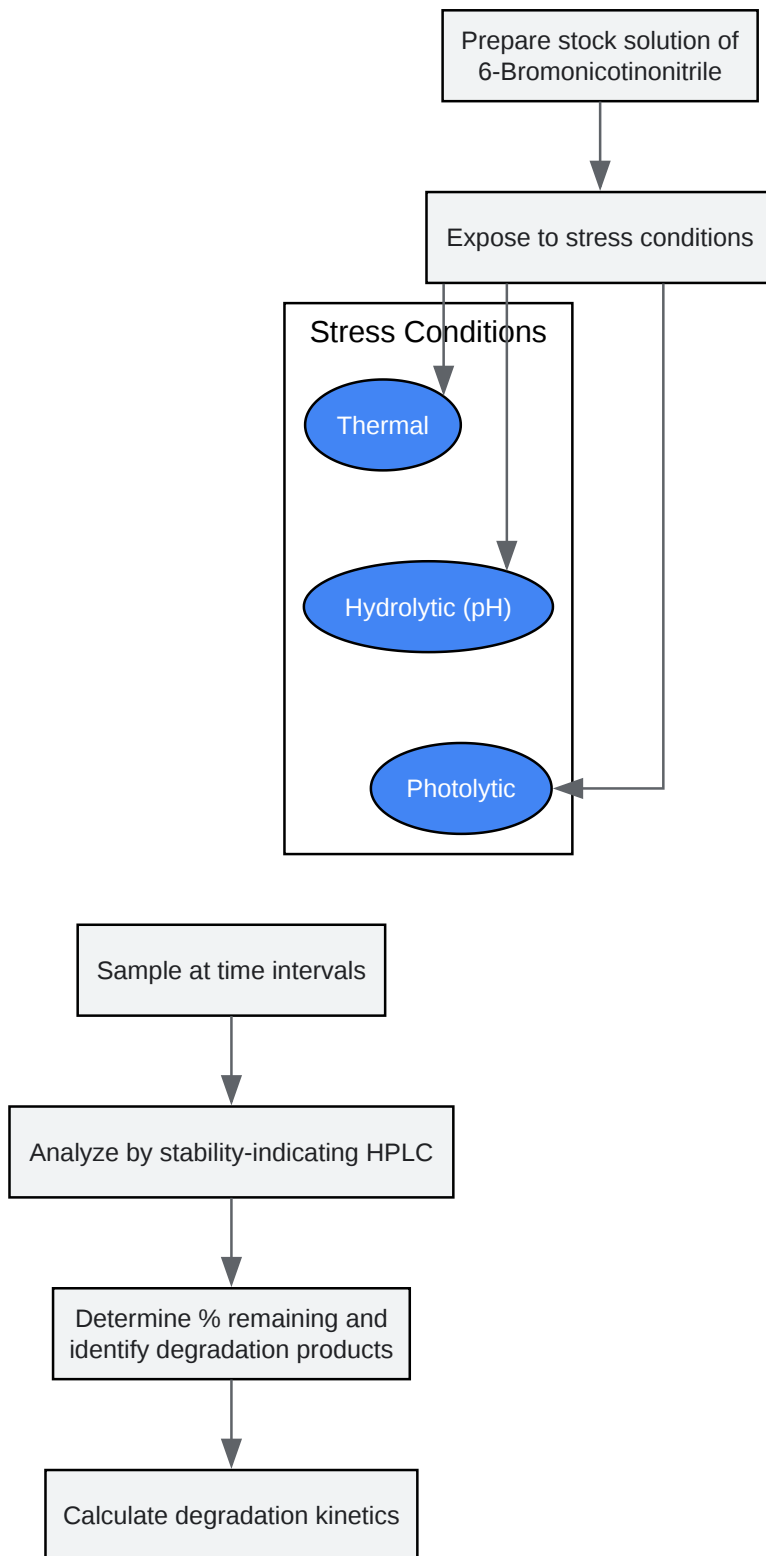 Prepare stock solution of
6-Bromonicotinonitrile
Expose to stress conditions
Stress Conditions
Thermal
Hydrolytic (pH)
Photolytic
Sample at time intervals
Analyze by stability-indicating HPLC
Determine % remaining and
identify degradation products
Calculate degradation kinetics